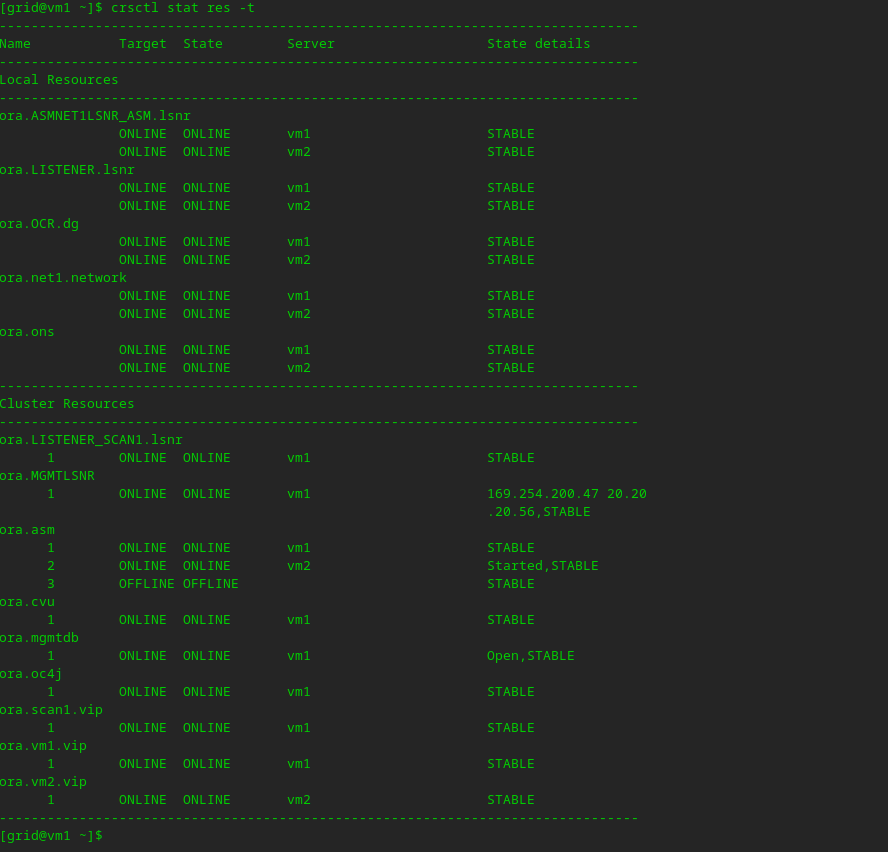 [grid@vm1 ~]$ crsctl stat res -t
--------------------------------------------------------------------------------
Name           Target  State        Server                   State details
--------------------------------------------------------------------------------
Local Resources
--------------------------------------------------------------------------------
ora.ASMNET1LSNR_ASM.lsnr
               ONLINE  ONLINE       vm1                      STABLE
               ONLINE  ONLINE       vm2                      STABLE
ora.LISTENER.lsnr
               ONLINE  ONLINE       vm1                      STABLE
               ONLINE  ONLINE       vm2                      STABLE
ora.OCR.dg
               ONLINE  ONLINE       vm1                      STABLE
               ONLINE  ONLINE       vm2                      STABLE
ora.net1.network
               ONLINE  ONLINE       vm1                      STABLE
               ONLINE  ONLINE       vm2                      STABLE
ora.ons
               ONLINE  ONLINE       vm1                      STABLE
               ONLINE  ONLINE       vm2                      STABLE
--------------------------------------------------------------------------------
Cluster Resources
--------------------------------------------------------------------------------
ora.LISTENER_SCAN1.lsnr
      1        ONLINE  ONLINE       vm1                      STABLE
ora.MGMTLSNR
      1        ONLINE  ONLINE       vm1                      169.254.200.47 20.20
                                                             .20.56,STABLE
ora.asm
      1        ONLINE  ONLINE       vm1                      STABLE
      2        ONLINE  ONLINE       vm2                      Started,STABLE
      3        OFFLINE OFFLINE                               STABLE
ora.cvu
      1        ONLINE  ONLINE       vm1                      STABLE
ora.mgmtdb
      1        ONLINE  ONLINE       vm1                      Open,STABLE
ora.oc4j
      1        ONLINE  ONLINE       vm1                      STABLE
ora.scan1.vip
      1        ONLINE  ONLINE       vm1                      STABLE
ora.vm1.vip
      1        ONLINE  ONLINE       vm1                      STABLE
ora.vm2.vip
      1        ONLINE  ONLINE       vm2                      STABLE
--------------------------------------------------------------------------------
[grid@vm1 ~]$